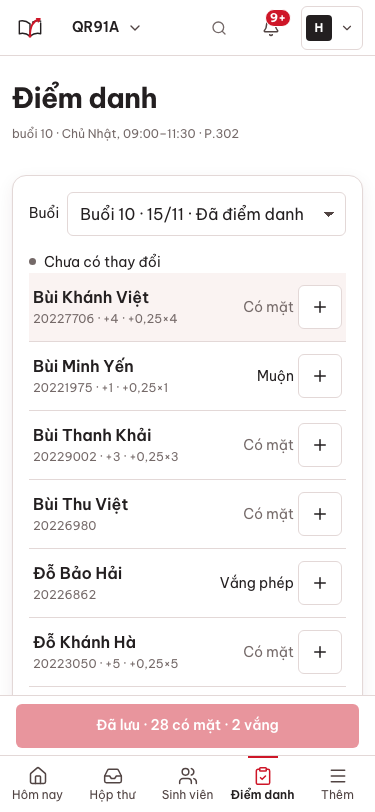 QR91A
9+
H
Điểm danh
buổi 10 · Chủ Nhật, 09:00–11:30 · P.302
Buổi
Buổi 10 · 15/11 · Đã điểm danh
Chưa có thay đổi
Bùi Khánh Việt
20227706 · +4 · +0,25×4
Có mặt
Bùi Minh Yến
20221975 · +1 · +0,25×1
Muộn
Bùi Thanh Khải
20229002 · +3 · +0,25×3
Có mặt
Bùi Thu Việt
20226980
Có mặt
Đỗ Bảo Hải
20226862
Vắng phép
Đỗ Khánh Hà
20223050 · +5 · +0,25×5
Có mặt
Đã lưu · 28 có mặt · 2 vắng
Hôm nay
Hộp thư
Sinh viên
Điểm danh
Thêm